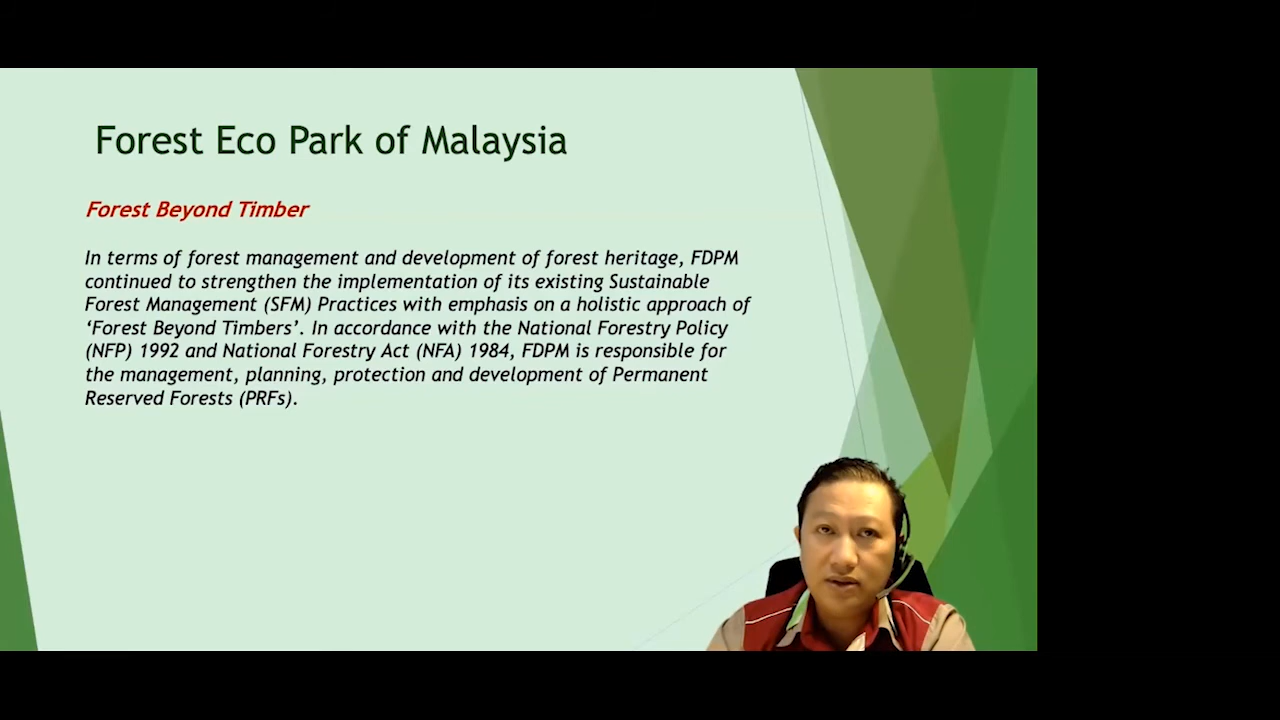 Forest Eco Park of Malaysia
Forest Beyond Timber
In terms of forest management and development of forest heritage, FDPM
continued to strengthen the implementation of its existing Sustainable
Forest Management (SFM) Practices with emphasis on a holistic approach of
‘Forest Beyond Timbers’. In accordance with the National Forestry Policy
(NFP) 1992 and National Forestry Act (NFA) 1984, FDPM is responsible for
the management, planning, protection and development of Permanent
Reserved Forests (PRFs).